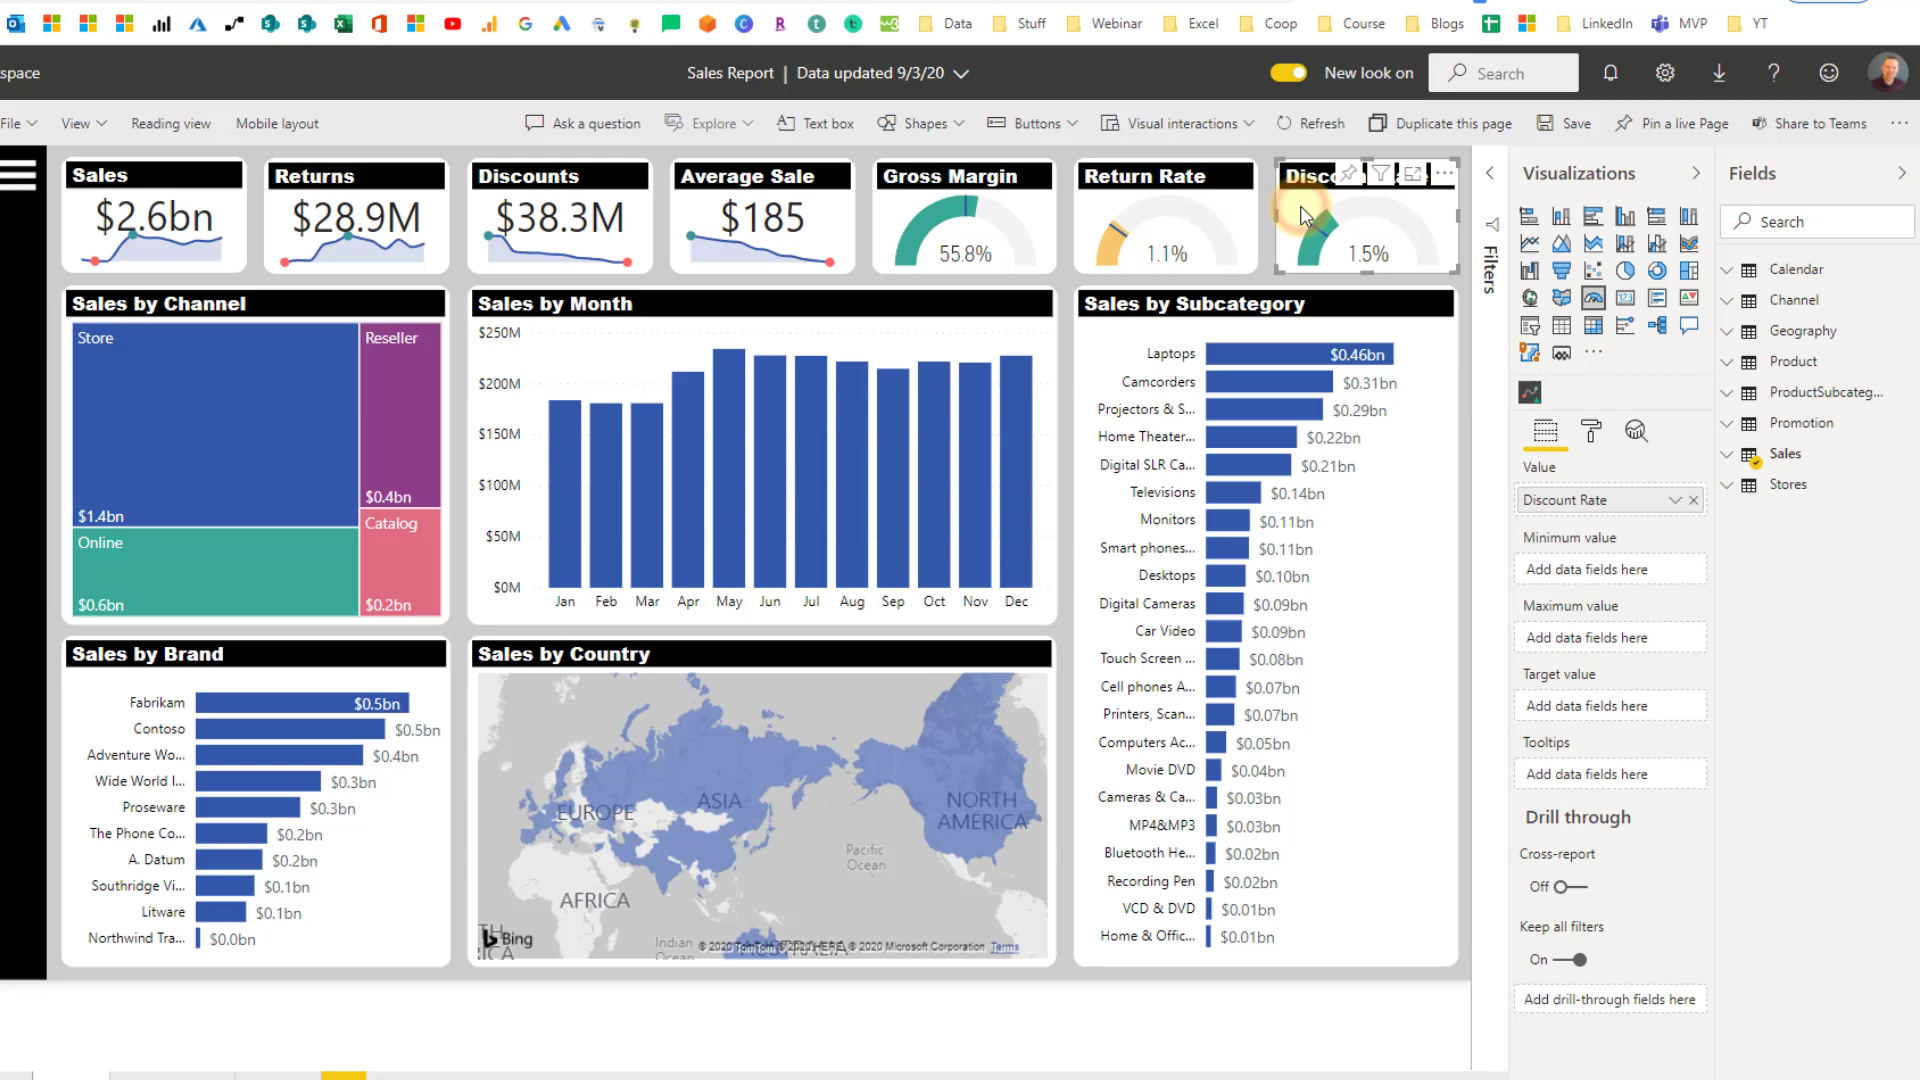 Data
Stuff
Webinar
Excel
Coop
Course
Blogs
LinkedIn
MVP
YT
space
Sales Report | Data updated 9/3/20
New look on
Search
File
View
Reading view
Mobile layout
Ask a question
Explore
Text box
Shapes
Buttons
Visual interactions
Refresh
Duplicate this page
Save
Pin a live Page
Share to Teams
Sales
$2.6bn
Returns
$28.9M
Discounts
$38.3M
Average Sale
$185
Gross Margin
55.8%
Return Rate
1.1%
1.5%
Sales by Channel
Store
$1.4bn
Online
$0.6bn
Reseller
$0.4bn
Catalog
$0.2bn
Sales by Month
$250M
$200M
$150M
$100M
$50M
$0M
Jan Feb Mar Apr May Jun Jul Aug Sep Oct Nov Dec
Sales by Subcategory
Laptops $0.46bn
Camcorders $0.31bn
Projectors & S... $0.29bn
Home Theater... $0.22bn
Digital SLR Ca... $0.21bn
Televisions $0.14bn
Monitors $0.11bn
Smart phones... $0.11bn
Desktops $0.10bn
Digital Cameras $0.09bn
Car Video $0.09bn
Touch Screen ... $0.08bn
Cell phones A... $0.07bn
Printers, Scan... $0.07bn
Computers Ac... $0.05bn
Movie DVD $0.04bn
Cameras & Ca... $0.03bn
MP4&MP3 $0.03bn
Bluetooth He... $0.02bn
Recording Pen $0.02bn
VCD & DVD $0.01bn
Home & Offic... $0.01bn
Sales by Brand
Fabrikam $0.5bn
Contoso $0.5bn
Adventure Wo... $0.4bn
Wide World I... $0.3bn
Proseware $0.3bn
The Phone Co... $0.2bn
A. Datum $0.2bn
Southridge Vi... $0.1bn
Litware $0.1bn
Northwind Tra... $0.0bn
Sales by Country
EUROPE
ASIA
NORTH
AMERICA
Pacific
Ocean
AFRICA
Bing
Indian
Ocean
© 2020 TomTom © 2020 HERE, © 2020 Microsoft Corporation Terms
Filters
Visualizations
Value
Discount Rate
Minimum value
Add data fields here
Maximum value
Add data fields here
Target value
Add data fields here
Tooltips
Add data fields here
Drill through
Cross-report
Off
Keep all filters
On
Add drill-through fields here
Fields
Search
Calendar
Channel
Geography
Product
ProductSubcateg...
Promotion
Sales
Stores